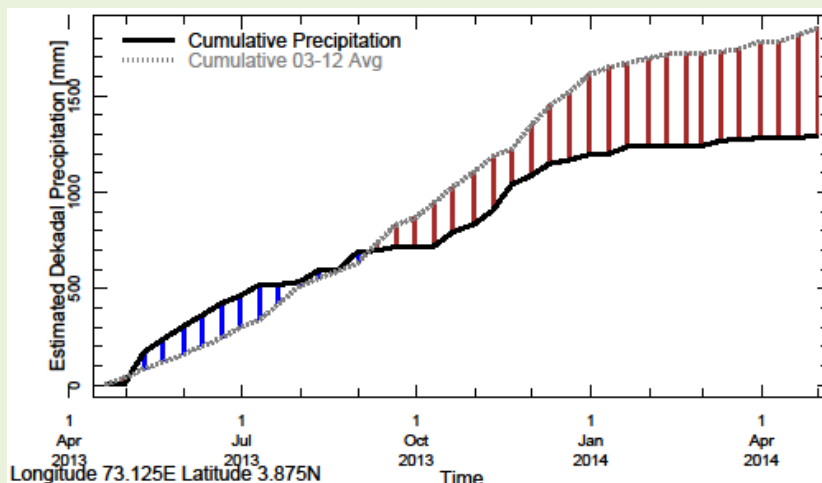 Cumulative Precipitation
Cumulative 03-12 Avg
Estimated Dekadal Precipitation [mm]
1500
1000
500
0
1 1 1 1 1
Apr Jul Oct Jan Apr
2013 2013 2013 2014 2014
Longitude 73.125E Latitude 3.875N Time